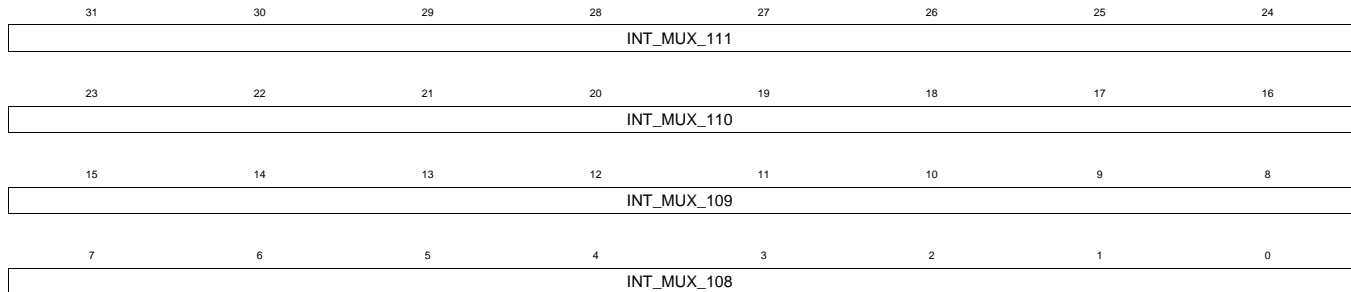 31 30 29 28 27 26 25 24
INT_MUX_111
23 22 21 20 19 18 17 16
INT_MUX_110
15 14 13 12 11 10 9 8
INT_MUX_109
7 6 5 4 3 2 1 0
INT_MUX_108